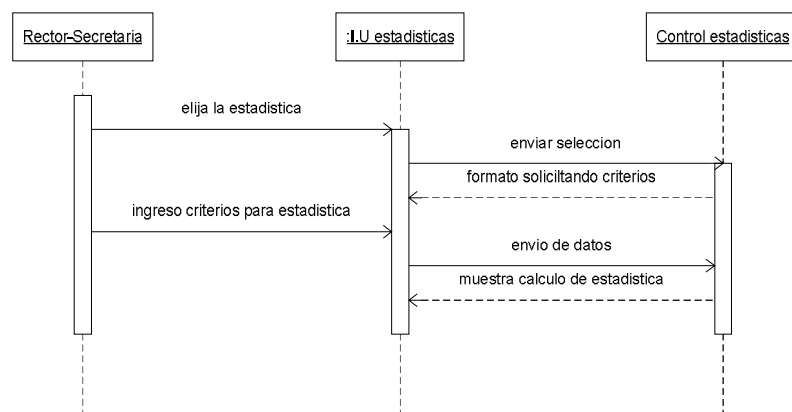 Rector-Secretaria
:I.U estadisticas
Control estadisticas
elija la estadistica
enviar seleccion
formato soliciltando criterios
ingreso criterios para estadistica
envio de datos
muestra calculo de estadistica